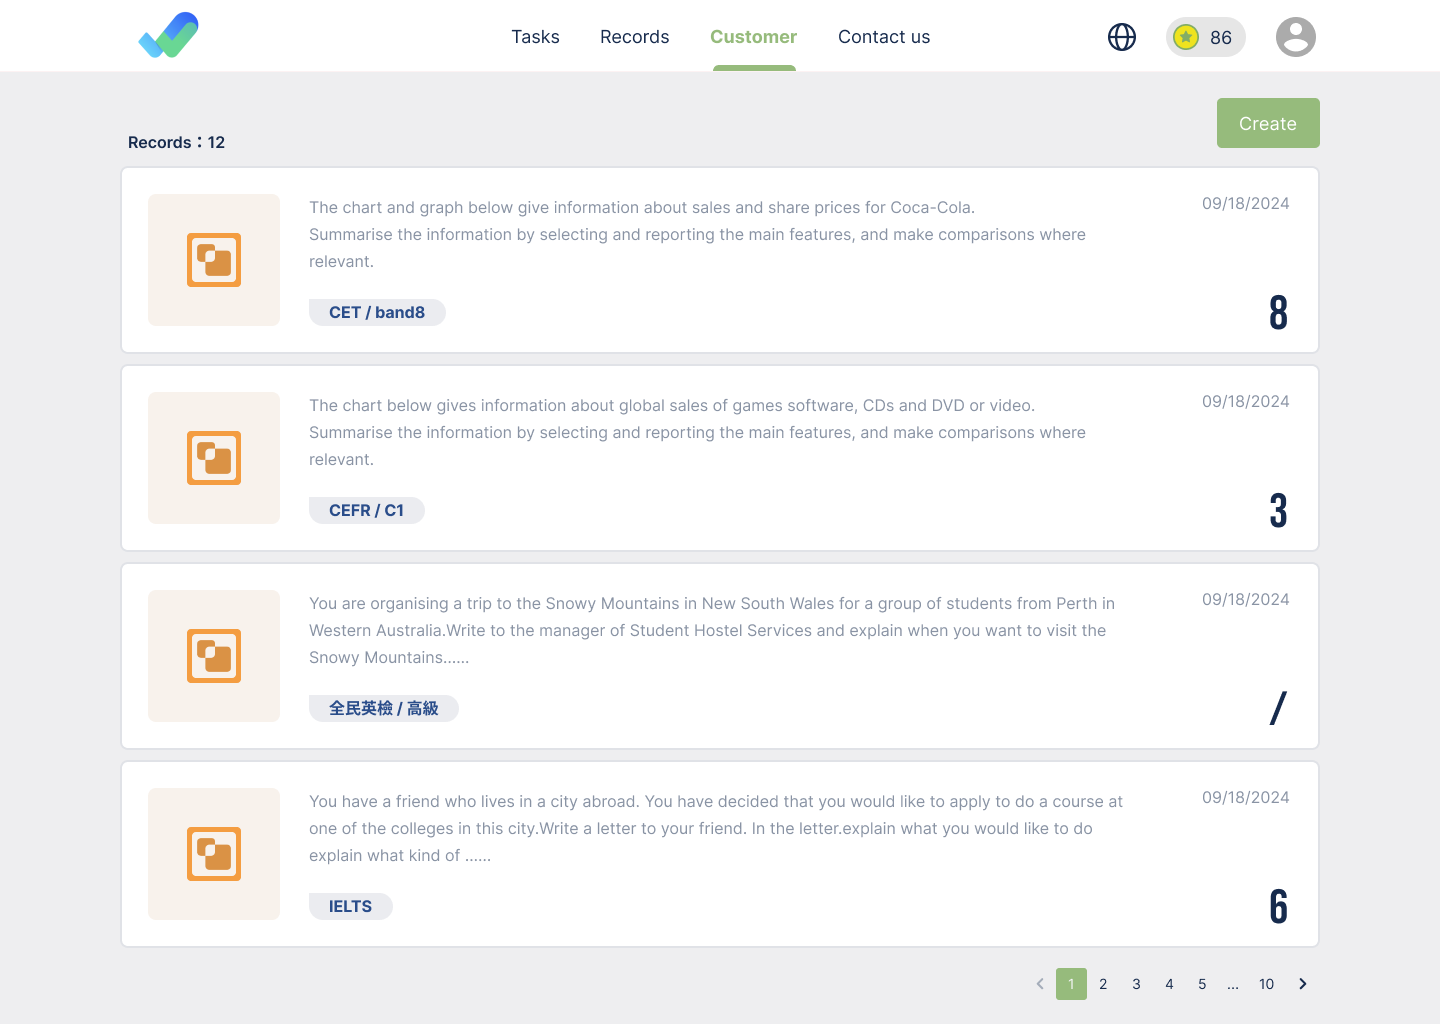 Tasks Records Customer Contact us 86
Create
Records：12
The chart and graph below give information about sales and share prices for Coca-Cola.
Summarise the information by selecting and reporting the main features, and make comparisons where
relevant.
09/18/2024
CET / band8
8
The chart below gives information about global sales of games software, CDs and DVD or video.
Summarise the information by selecting and reporting the main features, and make comparisons where
relevant.
09/18/2024
CEFR / C1
3
You are organising a trip to the Snowy Mountains in New South Wales for a group of students from Perth in
Western Australia.Write to the manager of Student Hostel Services and explain when you want to visit the
Snowy Mountains......
09/18/2024
全民英檢 / 高級
/
You have a friend who lives in a city abroad. You have decided that you would like to apply to do a course at
one of the colleges in this city.Write a letter to your friend. In the letter.explain what you would like to do
explain what kind of ......
09/18/2024
IELTS
6
1 2 3 4 5 ... 10